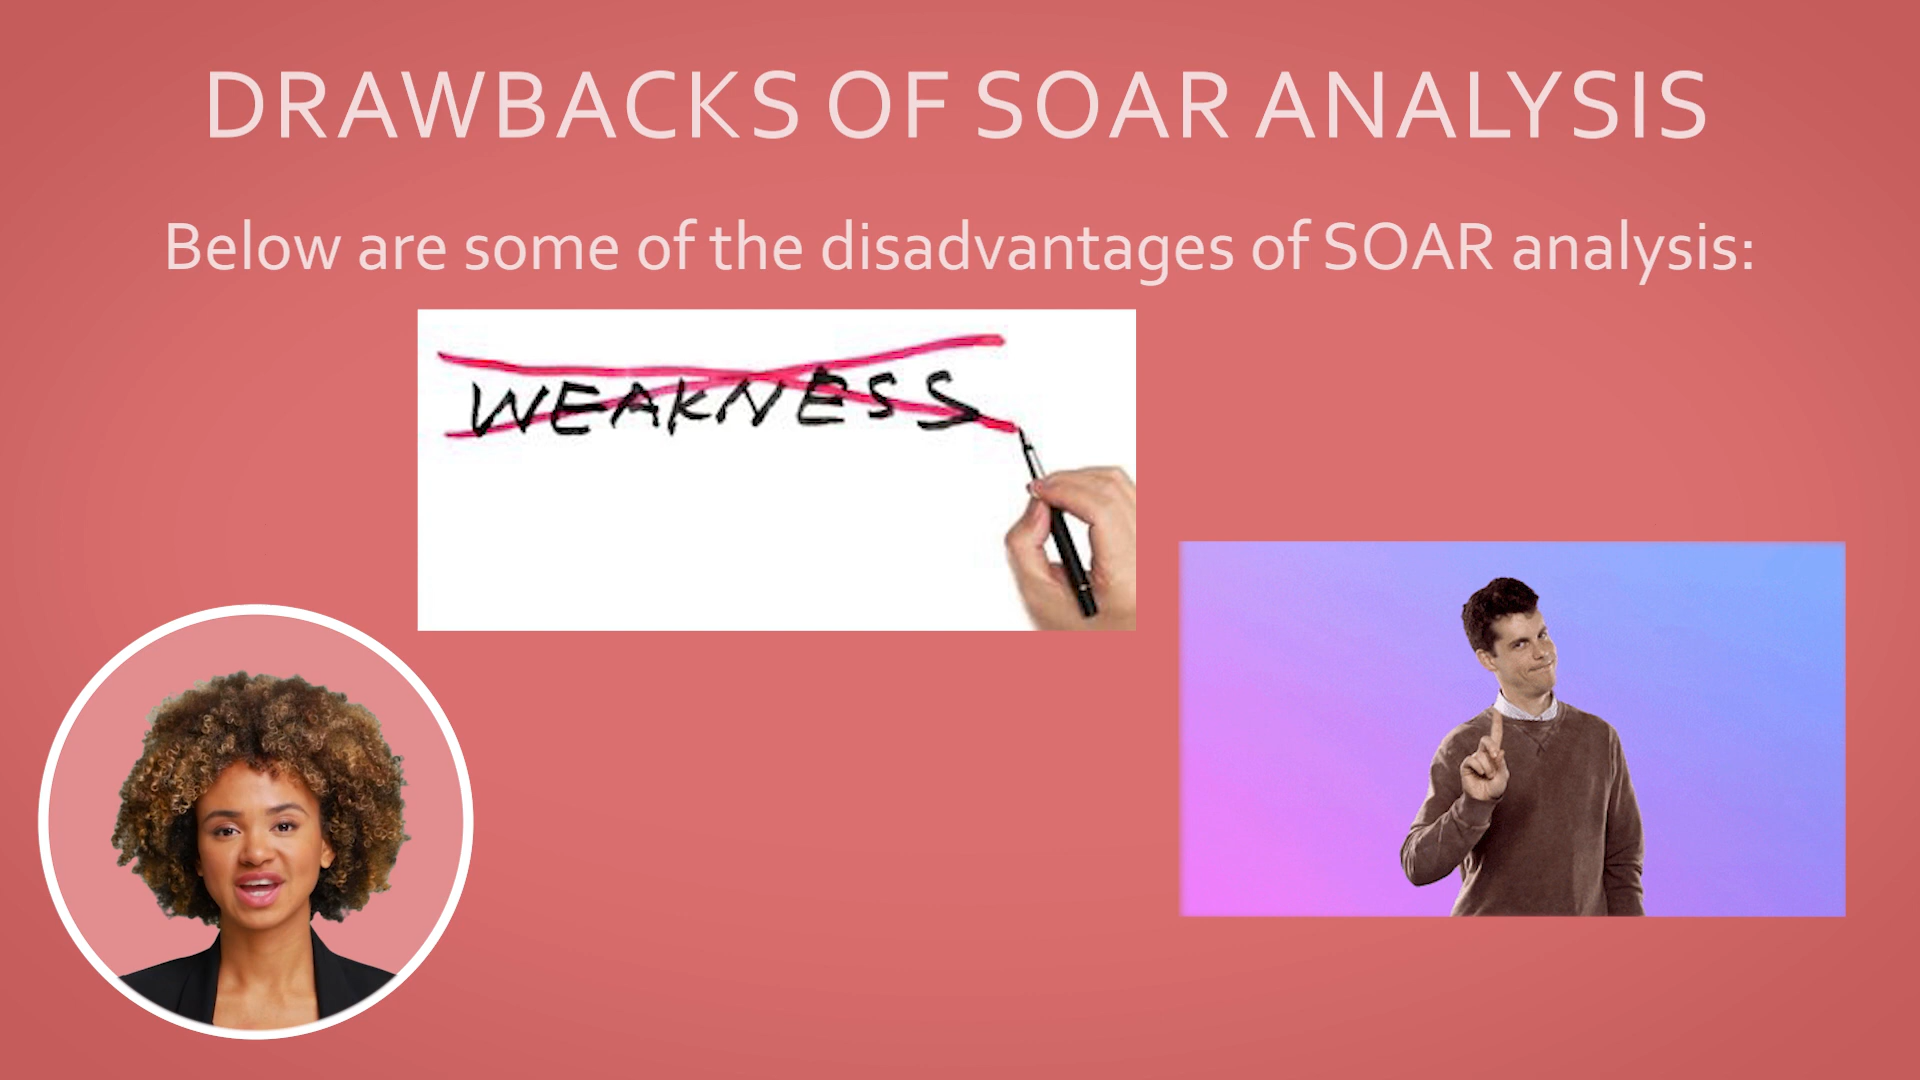 DRAWBACKS OF SOAR ANALYSIS
Below are some of the disadvantages of SOAR analysis:
WEAKNESS